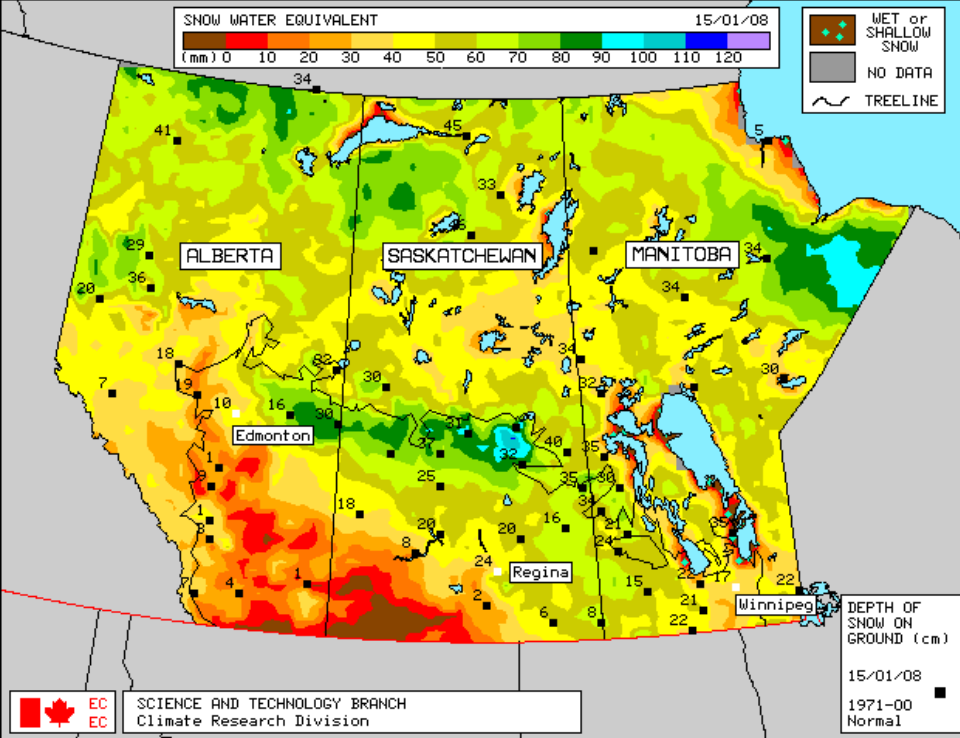 SNOW WATER EQUIVALENT 15/01/08
(mm) 0 10 20 30 40 50 60 70 80 90 100 110 120
WET or
SHALLOW
SNOW
NO DATA
TREELINE
34
41
45
5
33
29
ALBERTA
SASKATCHEWAN
MANITOBA
34
36
20
34
18
34
30
7
19
30
32
10
16
30
Edmonton
31
40
35
32
1
9
25
35
30
34
18
1
20
20
16
21
35
8
24
24
Regina
4
1
2
15
17
22
Winnipeg
21
6
8
22
DEPTH OF
SNOW ON
GROUND (cm)
15/01/08
1971-00
Normal
EC
EC
SCIENCE AND TECHNOLOGY BRANCH
Climate Research Division